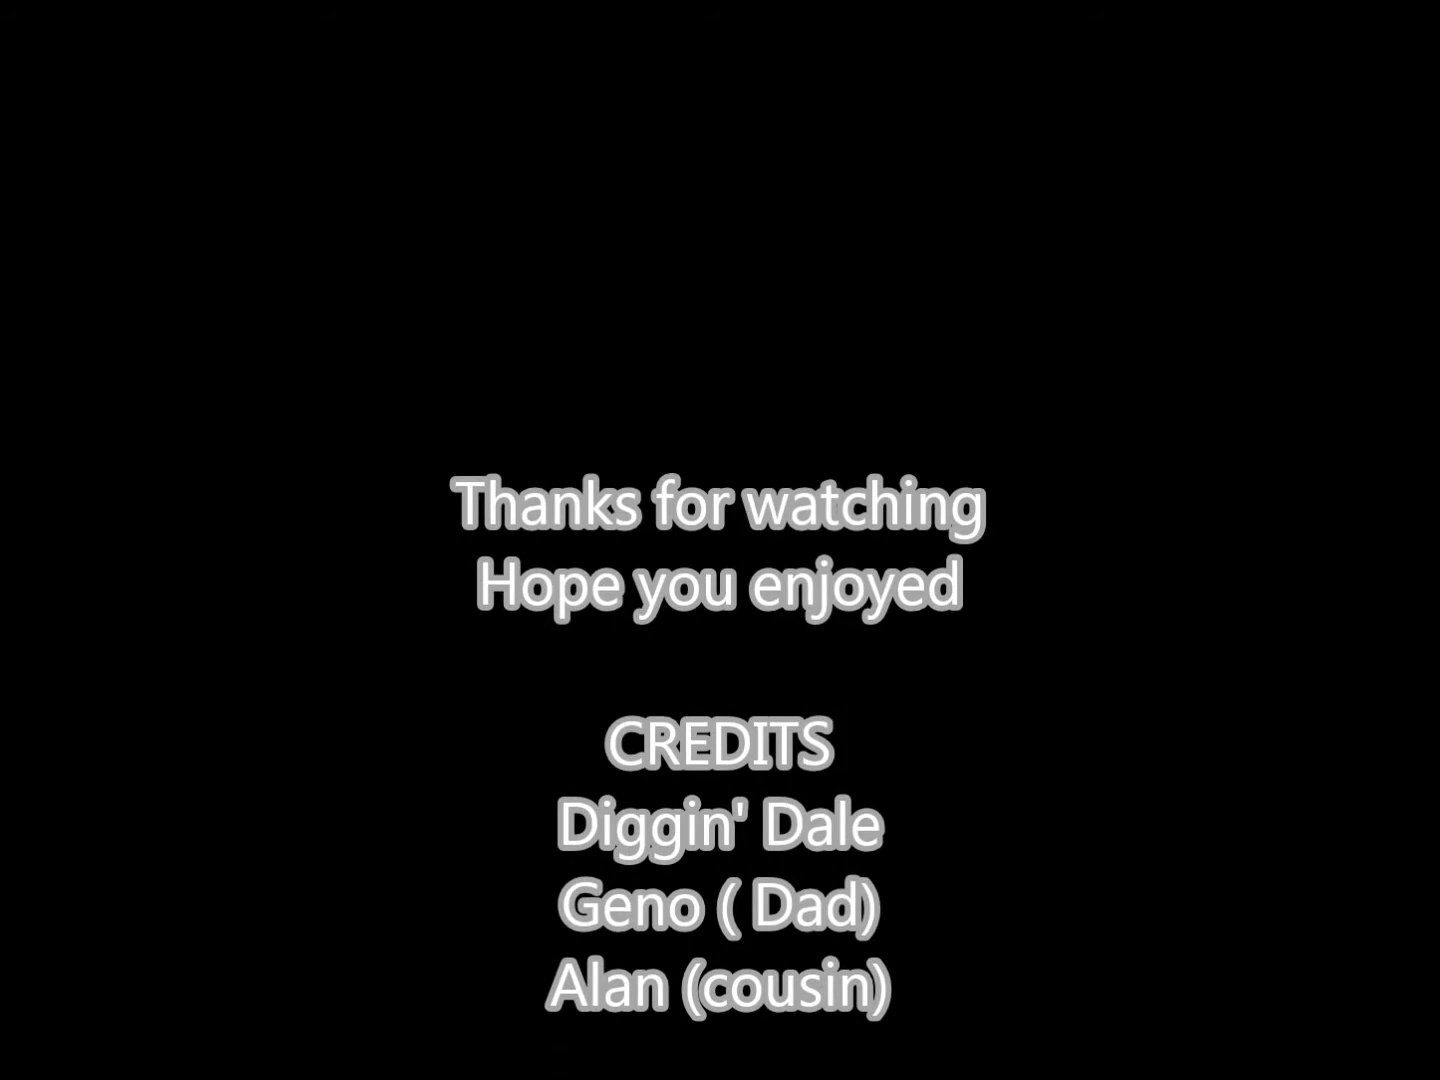 Thanks for watching
Hope you enjoyed
CREDITS
Diggin' Dale
Geno ( Dad)
Alan (cousin)